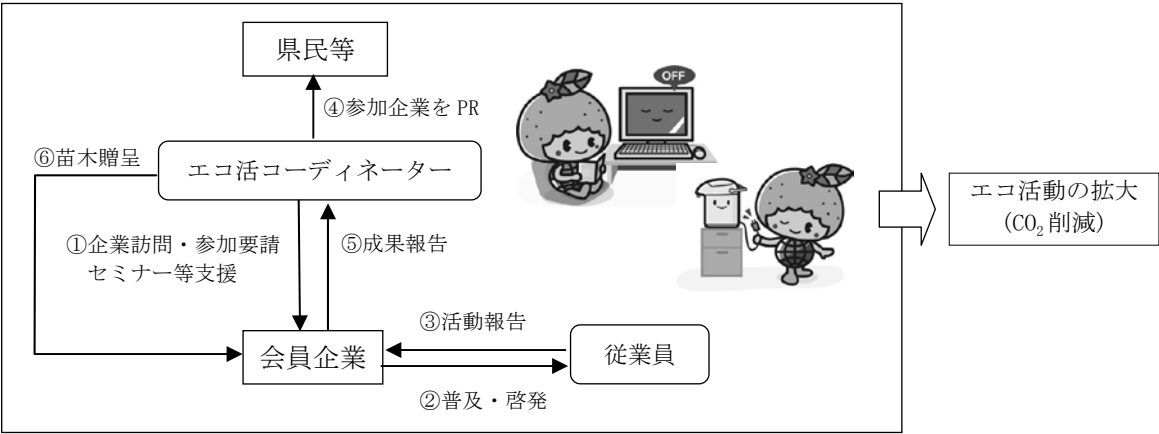 県民等
OFF
④参加企業を PR
⑥苗木贈呈
エコ活コーディネーター
エコ活動の拡大
(CO₂削減)
①企業訪問・参加要請
セミナー等支援
⑤成果報告
③活動報告
会員企業
従業員
②普及・啓発